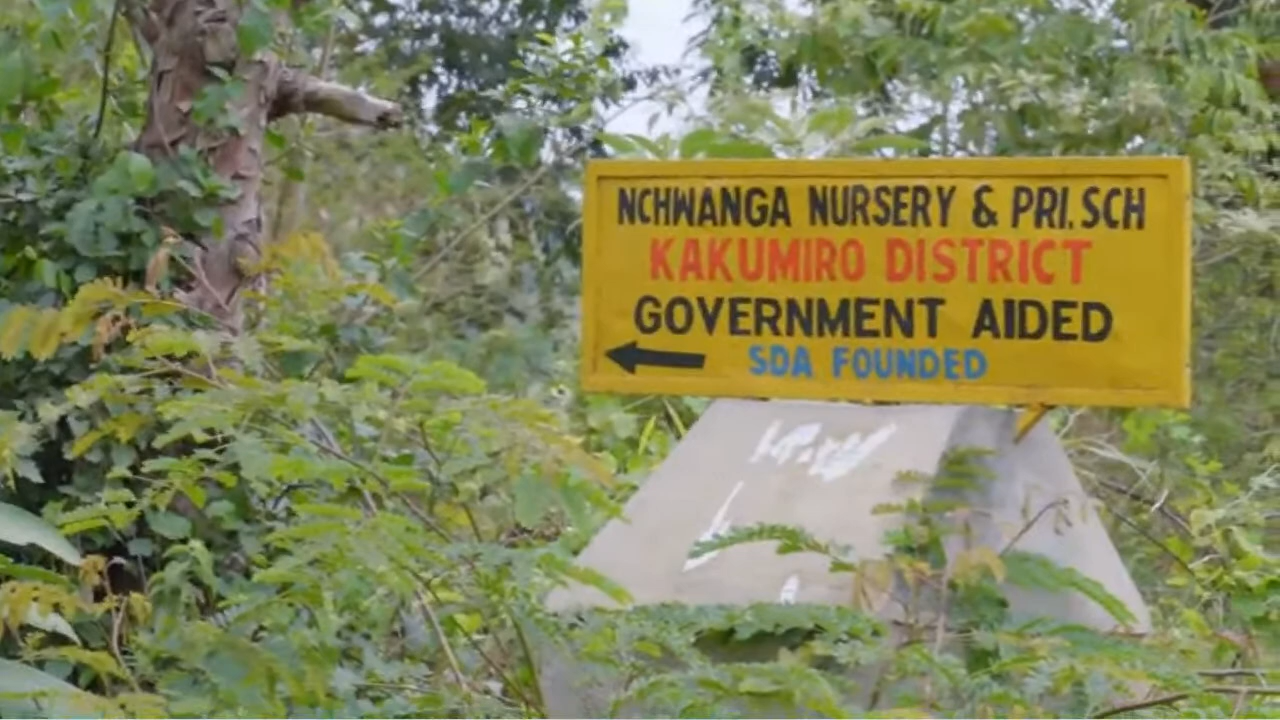 NCHWANGA NURSERY & PRI. SCH
KAKUMIRO DISTRICT
GOVERNMENT AIDED
SDA FOUNDED